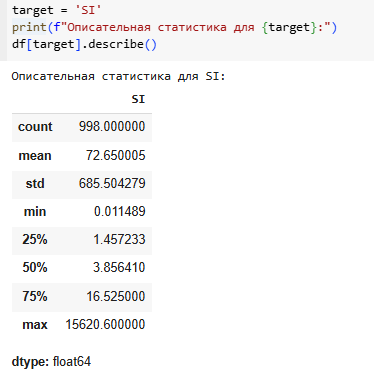 target = 'SI'
print(f"Описательная статистика для {target}:")
df[target].describe()
Описательная статистика для SI:
SI
count 998.000000
mean 72.650005
std 685.504279
min 0.011489
25% 1.457233
50% 3.856410
75% 16.525000
max 15620.600000
dtype: float64